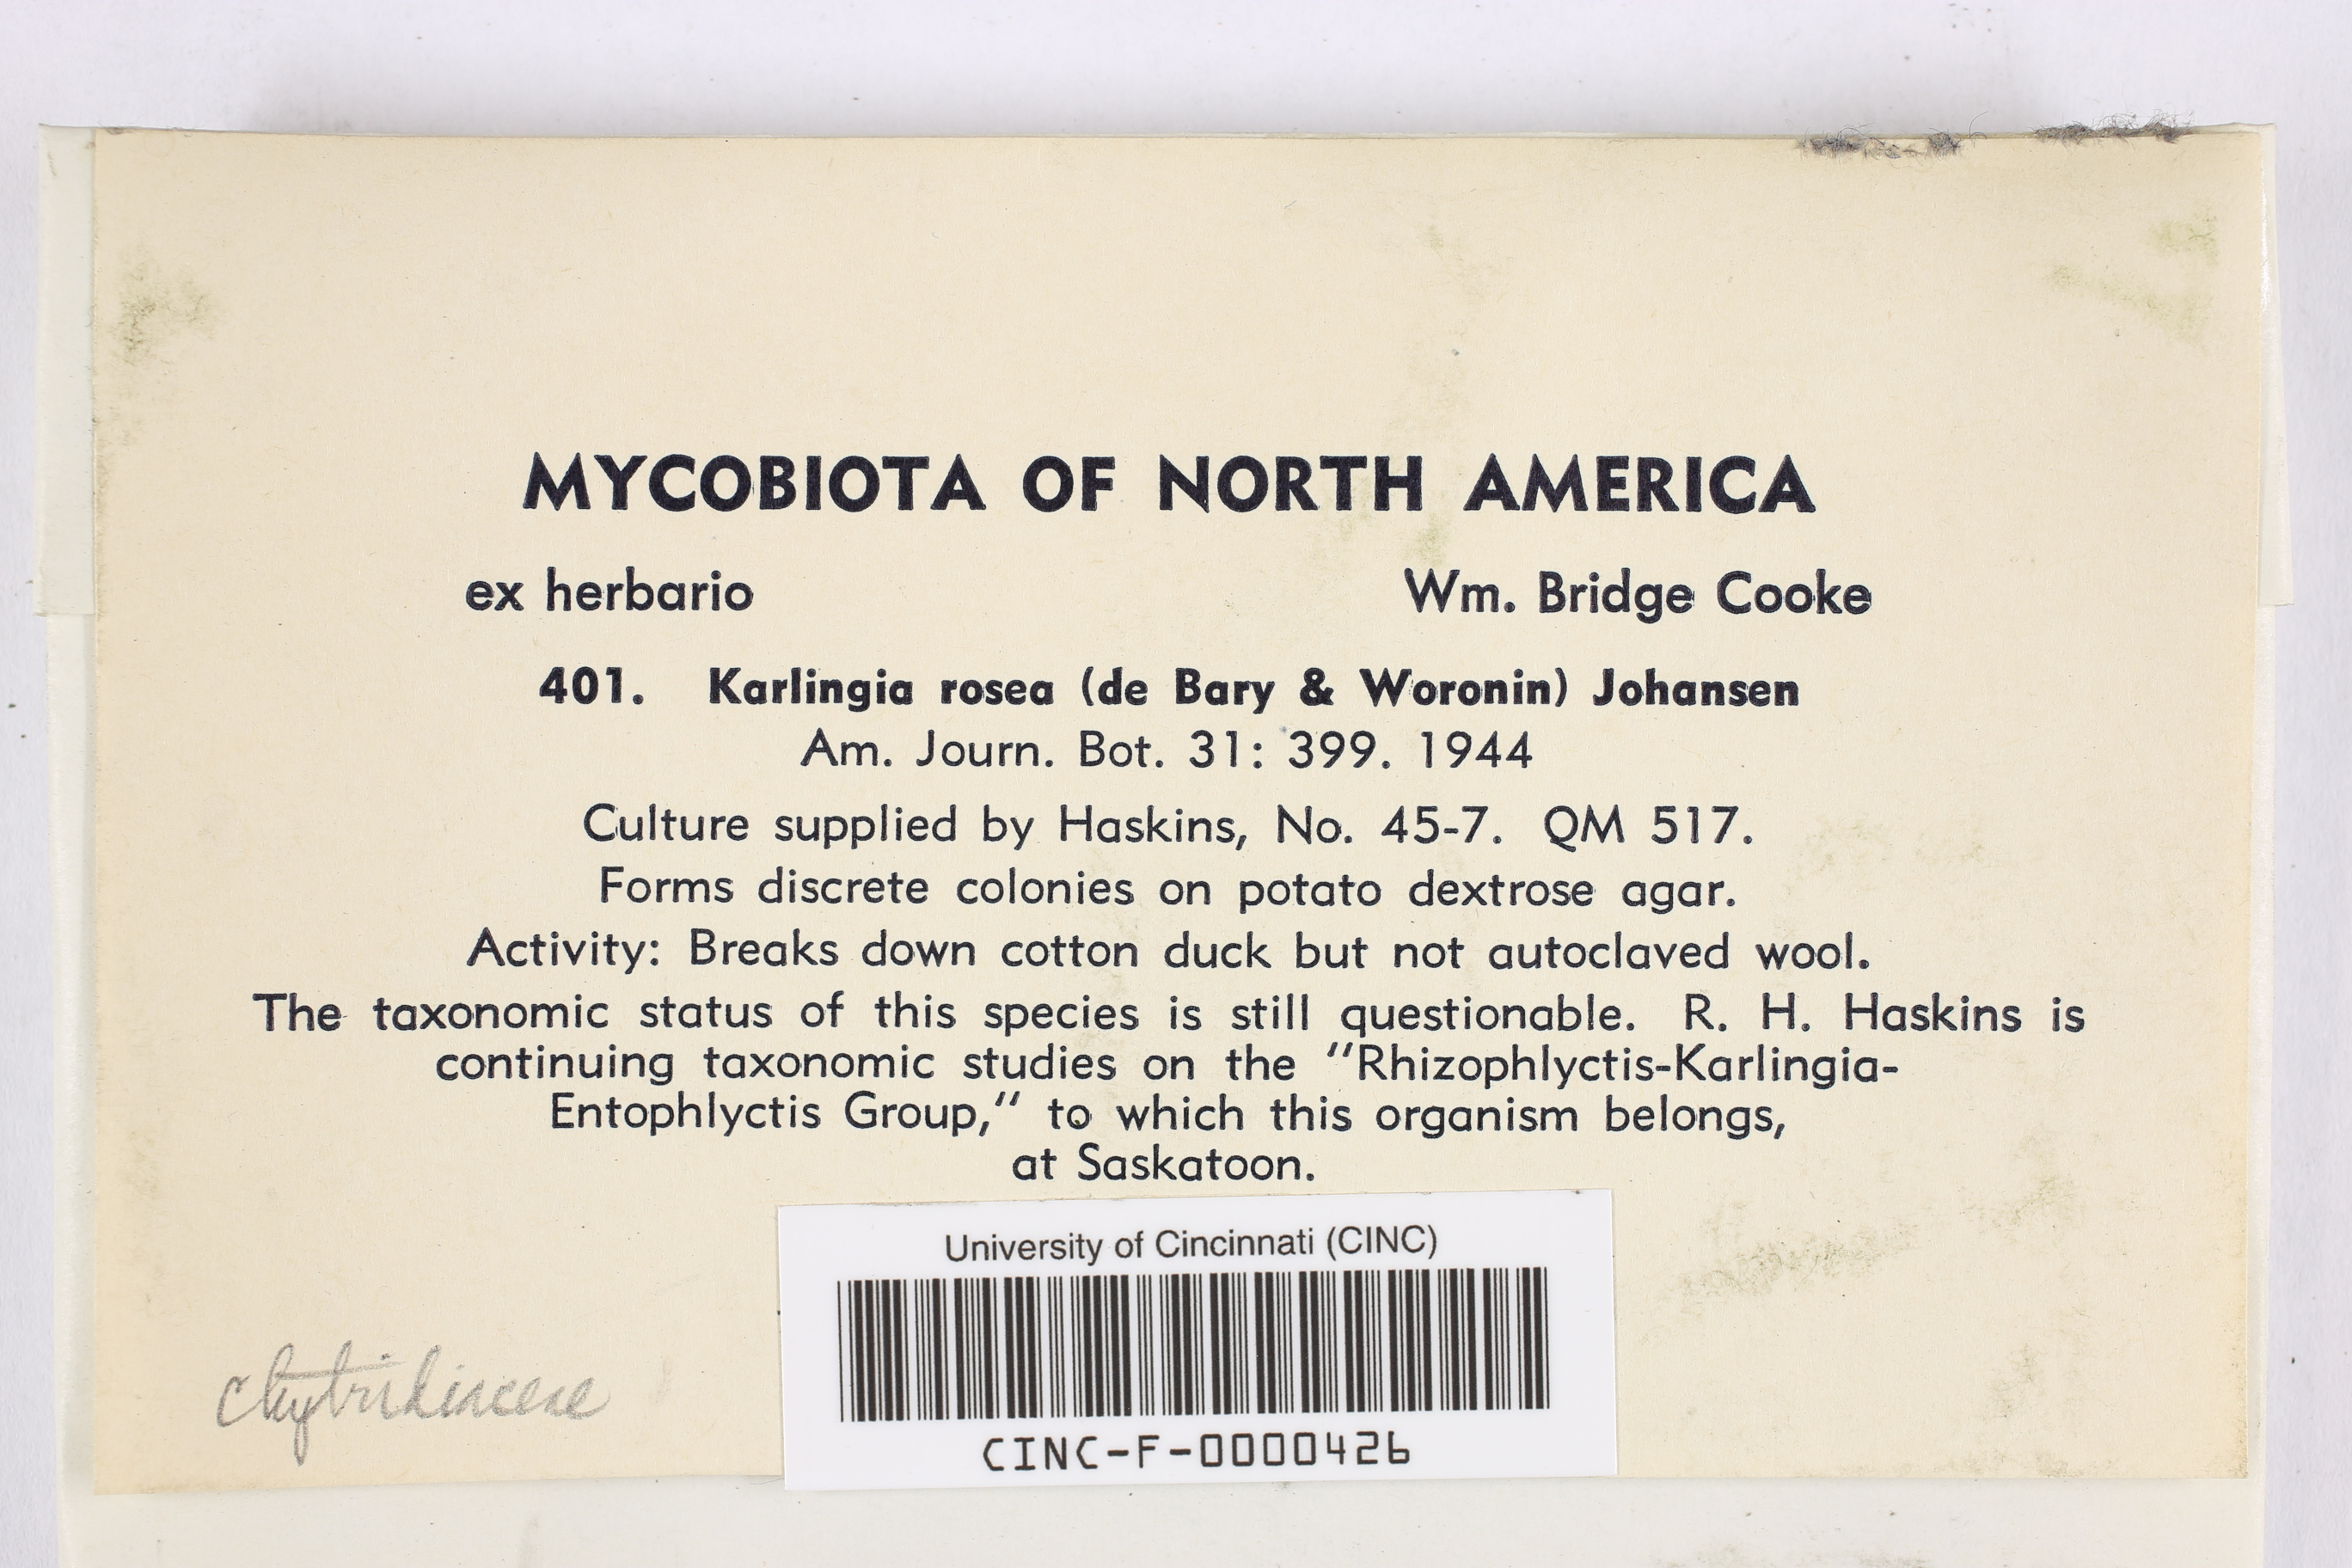 MYCOBIOTA OF NORTH AMERICA
ex herbario Wm. Bridge Cooke
401. Karlingia rosea (de Bary & Woronin) Johansen
Am. Journ. Bot. 31: 399. 1944
Culture supplied by Haskins, No. 45-7. QM 517.
Forms discrete colonies on potato dextrose agar.
Activity: Breaks down cotton duck but not autoclaved wool.
The taxonomic status of this species is still questionable. R. H. Haskins is
continuing taxonomic studies on the "Rhizophlyctis-Karlingia-
Entophlyctis Group," to which this organism belongs,
at Saskatoon.
University of Cincinnati (CINC)
CINC-F-0000426
chytridiaceae